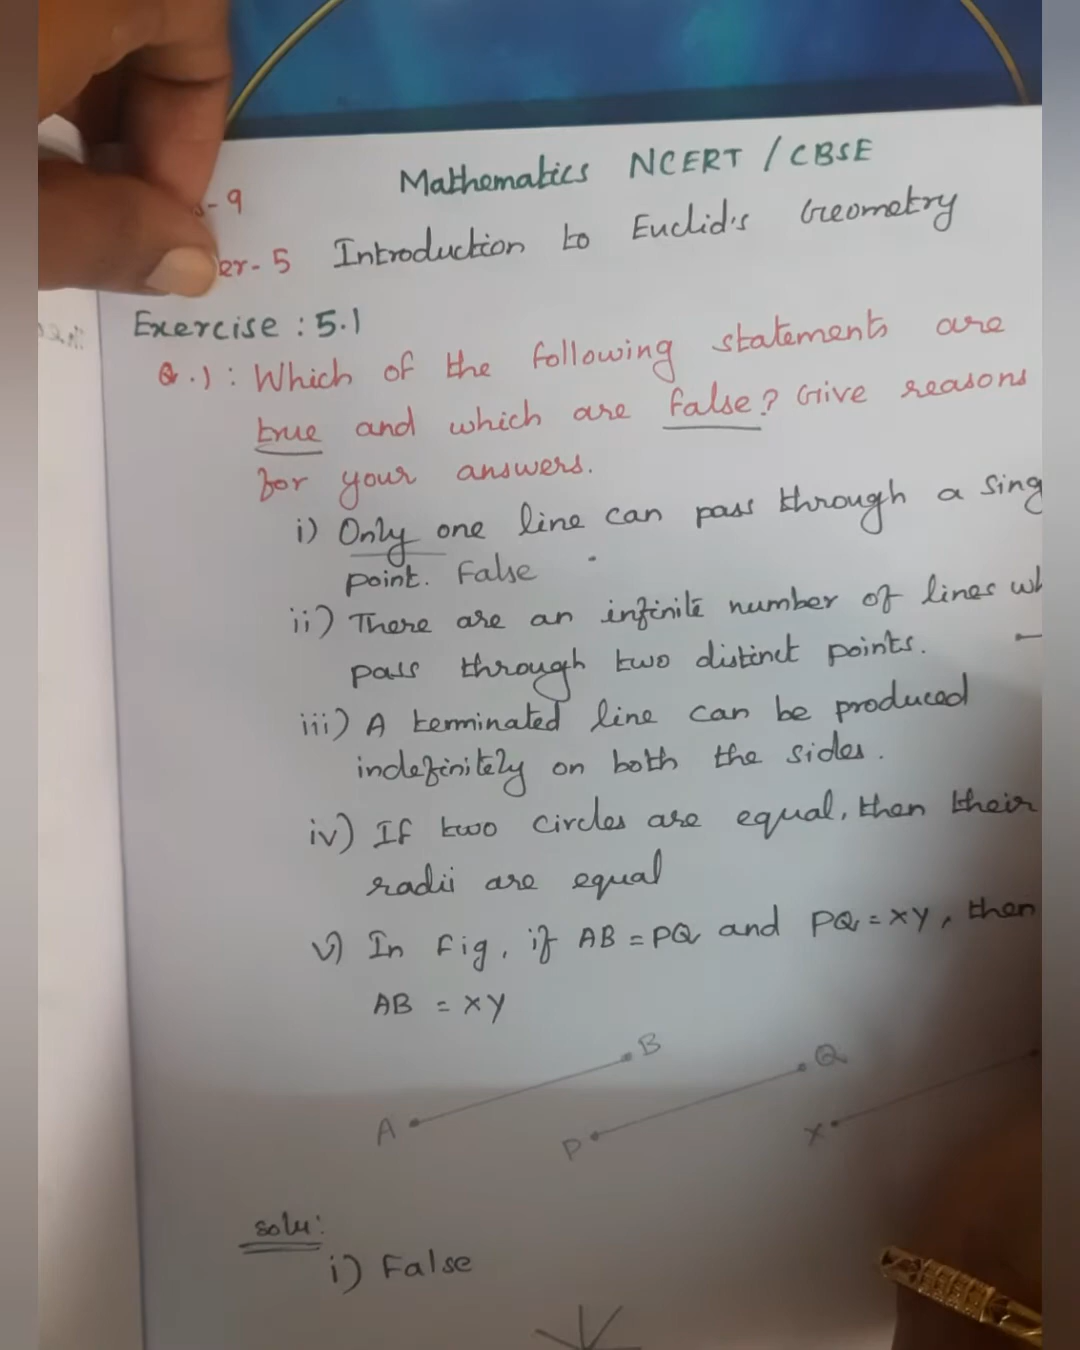 Mathematics NCERT / CBSE
- 9
er - 5 Introduction to Euclid's Geometry
Exercise : 5.1
Q.1 : Which of the following statements are
true and which are false? Give reasons
for your answers.
i) Only one line can pass through a Sing
point. False
ii) There are an infinite number of lines wh
pass through two distinct points.
iii) A terminated line can be produced
indefinitely on both the sides.
iv) If two circles are equal, then their
radii are equal
v) In fig, if AB = PQ and PQ = XY, then
AB = XY
A B P Q X
solu:
i) False